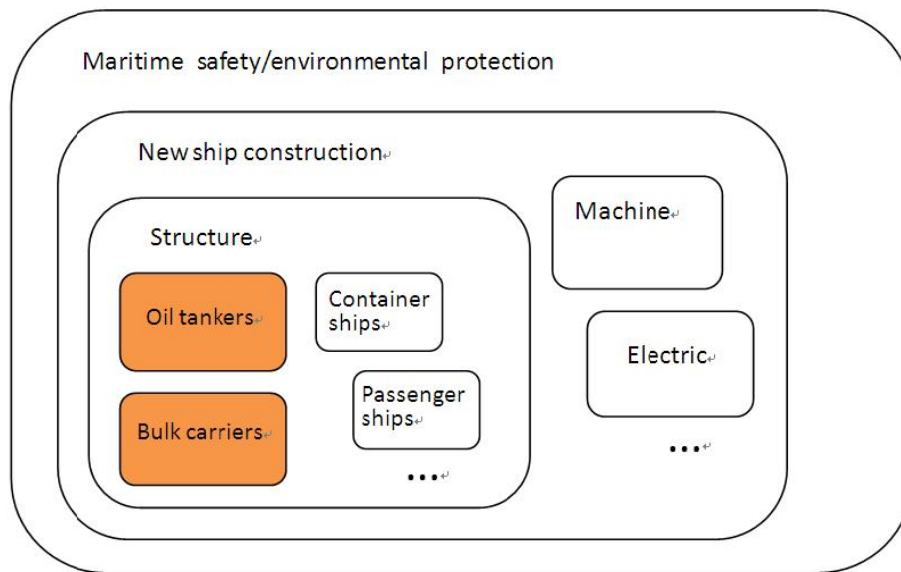 Maritime safety/environmental protection
New ship construction↵
Structure↵
Machine↵
Oil tankers↵
Container
ships↵
Electric↵
Bulk carriers↵
Passenger
ships↵
...↵
...↵